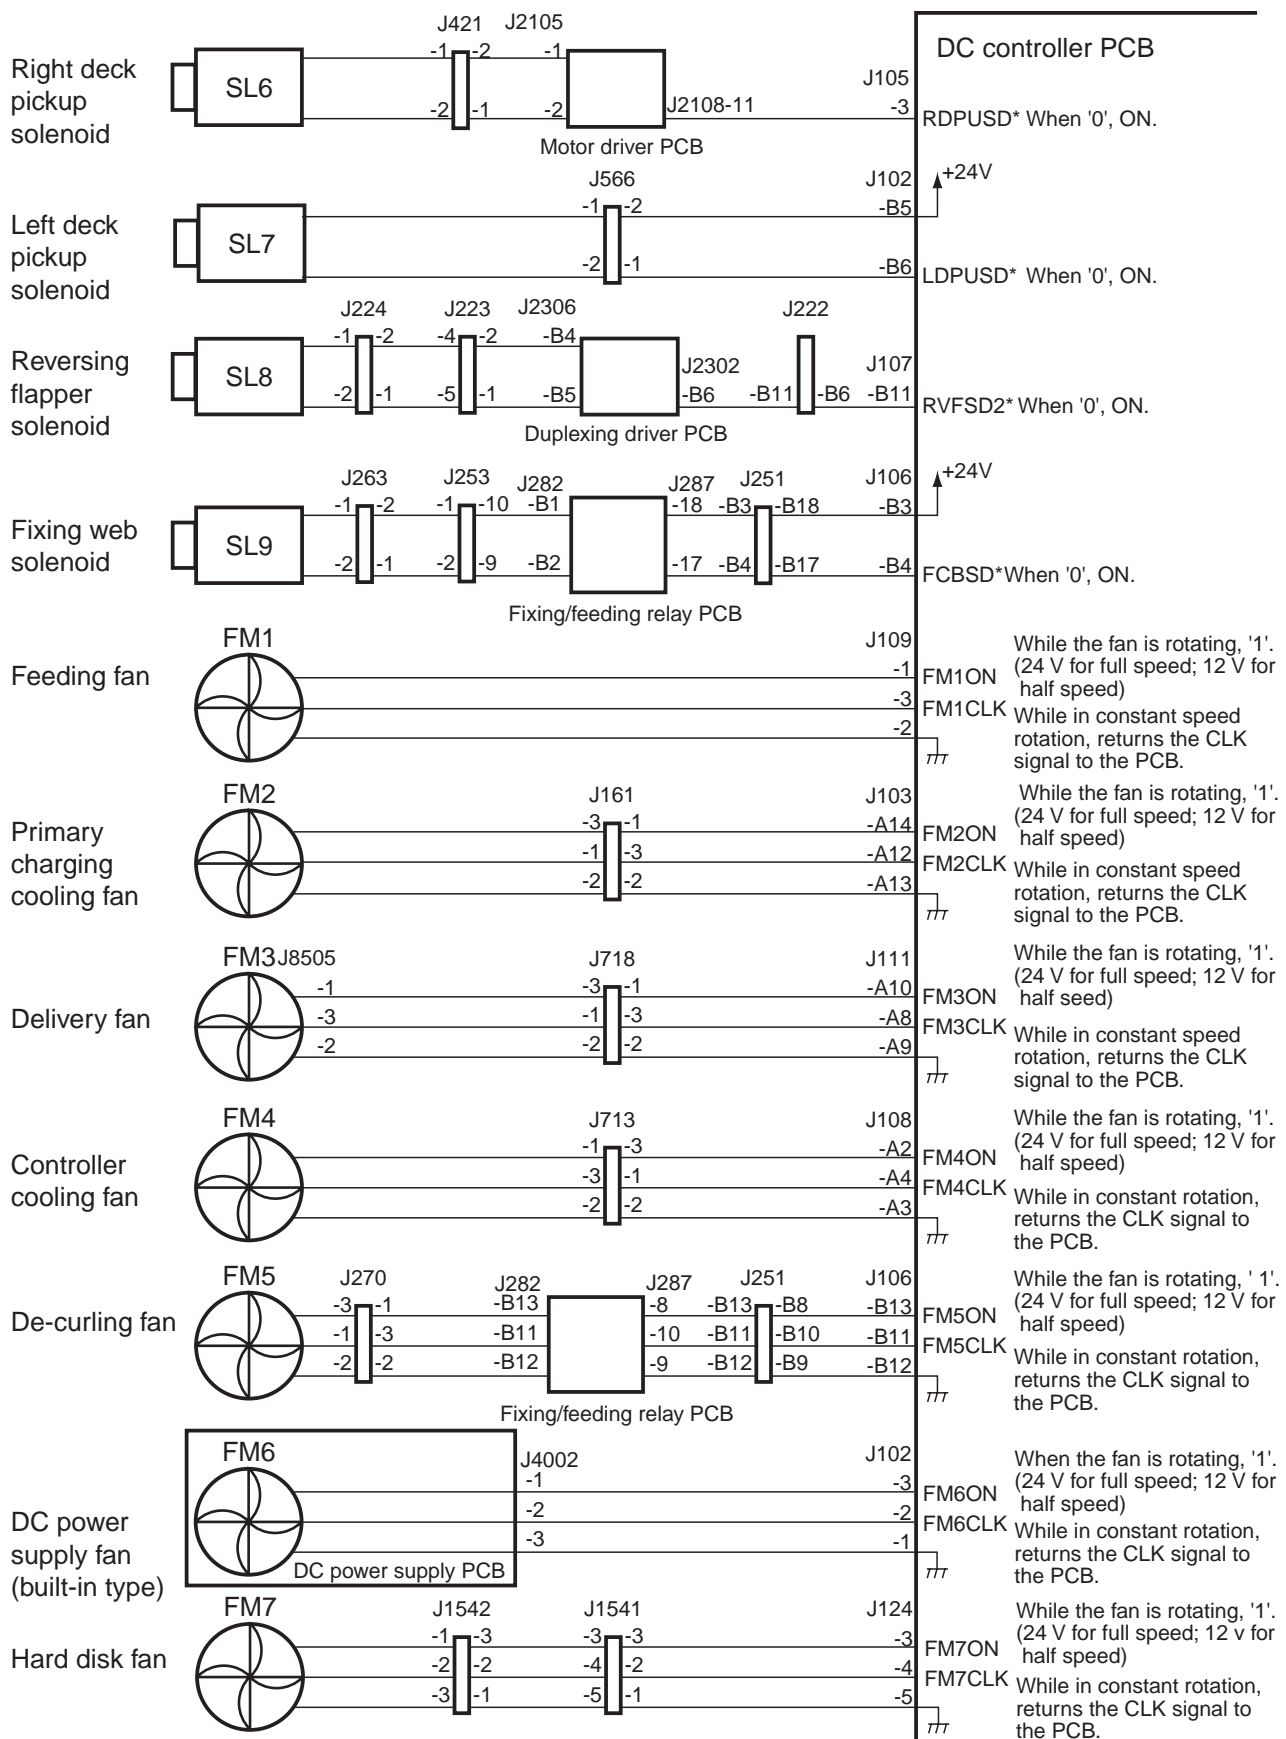 DC controller PCB
Right deck
pickup
solenoid
SL6
J421
J2105
-1
-2
-1
-2
-1
-2
J2108-11
Motor driver PCB
J105
-3
RDPUSD* When '0', ON.
Left deck
pickup
solenoid
SL7
J566
-1
-2
-2
-1
J102
-B5
+24V
-B6
LDPUSD* When '0', ON.
Reversing
flapper
solenoid
SL8
J224
J223
J2306
J222
-1
-2
-4
-2
-B4
-2
-1
-5
-1
-B5
J2302
-B6
-B11
-B6
J107
-B11
RVFSD2* When '0', ON.
Duplexing driver PCB
Fixing web
solenoid
SL9
J263
J253
J282
J287
J251
J106
-1
-2
-1
-10
-B1
-18
-B3
-B18
-B3
+24V
-2
-1
-2
-9
-B2
-17
-B4
-B17
-B4
FCBSD*When '0', ON.
Fixing/feeding relay PCB
Feeding fan
FM1
J109
-1
-3
-2
FM1ON
FM1CLK
While the fan is rotating, '1'.
(24 V for full speed; 12 V for
half speed)
While in constant speed
rotation, returns the CLK
signal to the PCB.
Primary
charging
cooling fan
FM2
J161
-3
-1
-1
-3
-2
-2
J103
-A14
-A12
-A13
FM2ON
FM2CLK
While the fan is rotating, '1'.
(24 V for full speed; 12 V for
half speed)
While in constant speed
rotation, returns the CLK
signal to the PCB.
Delivery fan
FM3
J8505
-1
-3
-2
J718
-3
-1
-1
-3
-2
-2
J111
-A10
-A8
-A9
FM3ON
FM3CLK
While the fan is rotating, '1'.
(24 V for full speed; 12 V for
half seed)
While in constant speed
rotation, returns the CLK
signal to the PCB.
Controller
cooling fan
FM4
J713
-1
-3
-3
-1
-2
-2
J108
-A2
-A4
-A3
FM4ON
FM4CLK
While the fan is rotating, '1'.
(24 V for full speed; 12 V for
half speed)
While in constant rotation,
returns the CLK signal to
the PCB.
De-curling fan
FM5
J270
J282
J287
J251
J106
-3
-1
-B13
-8
-B13
-B8
-B13
-1
-3
-B11
-10
-B11
-B10
-B11
-2
-2
-B12
-9
-B12
-B9
-B12
Fixing/feeding relay PCB
FM5ON
FM5CLK
While the fan is rotating, ' 1'.
(24 V for full speed; 12 V for
half speed)
While in constant rotation,
returns the CLK signal to
the PCB.
DC power
supply fan
(built-in type)
FM6
DC power supply PCB
J4002
-1
-2
-3
J102
-3
-2
-1
FM6ON
FM6CLK
When the fan is rotating, '1'.
(24 V for full speed; 12 V for
half speed)
While in constant rotation,
returns the CLK signal to
the PCB.
Hard disk fan
FM7
J1542
J1541
J124
-1
-3
-3
-3
-3
-2
-2
-4
-2
-4
-3
-1
-5
-1
-5
FM7ON
FM7CLK
While the fan is rotating, '1'.
(24 V for full speed; 12 v for
half speed)
While in constant rotation,
returns the CLK signal to
the PCB.